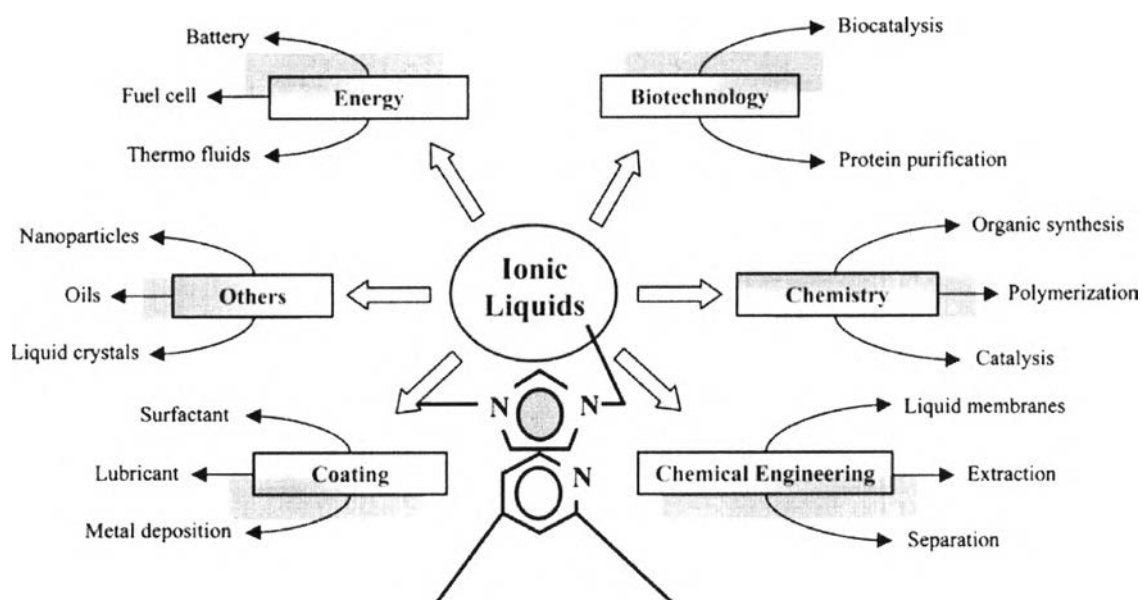 Battery
Fuel cell
Thermo fluids
Energy
Biocatalysis
Biotechnology
Protein purification
Nanoparticles
Oils
Liquid crystals
Others
Ionic
Liquids
Organic synthesis
Chemistry
Polymerization
Catalysis
Surfactant
Lubricant
Metal deposition
Coating
N
N
N
Liquid membranes
Chemical Engineering
Extraction
Separation